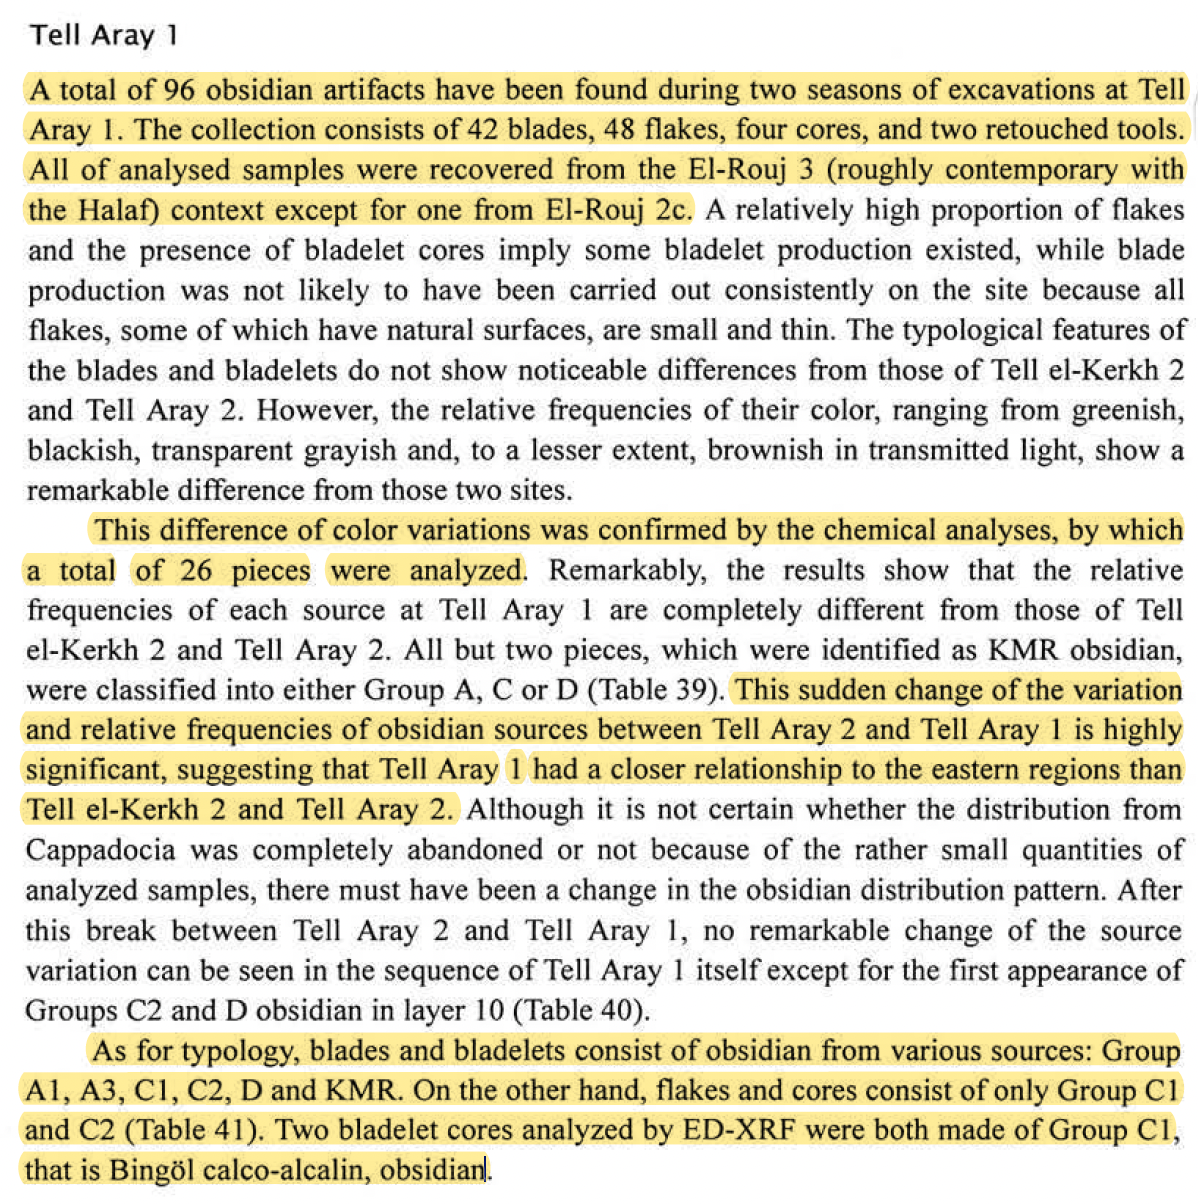 Tell Aray 1
A total of 96 obsidian artifacts have been found during two seasons of excavations at Tell
Aray 1. The collection consists of 42 blades, 48 flakes, four cores, and two retouched tools.
All of analysed samples were recovered from the El-Rouj 3 (roughly contemporary with
the Halaf) context except for one from El-Rouj 2c. A relatively high proportion of flakes
and the presence of bladelet cores imply some bladelet production existed, while blade
production was not likely to have been carried out consistently on the site because all
flakes, some of which have natural surfaces, are small and thin. The typological features of
the blades and bladelets do not show noticeable differences from those of Tell el-Kerkh 2
and Tell Aray 2. However, the relative frequencies of their color, ranging from greenish,
blackish, transparent grayish and, to a lesser extent, brownish in transmitted light, show a
remarkable difference from those two sites.
This difference of color variations was confirmed by the chemical analyses, by which
a total of 26 pieces were analyzed. Remarkably, the results show that the relative
frequencies of each source at Tell Aray 1 are completely different from those of Tell
el-Kerkh 2 and Tell Aray 2. All but two pieces, which were identified as KMR obsidian,
were classified into either Group A, C or D (Table 39). This sudden change of the variation
and relative frequencies of obsidian sources between Tell Aray 2 and Tell Aray 1 is highly
significant, suggesting that Tell Aray 1 had a closer relationship to the eastern regions than
Tell el-Kerkh 2 and Tell Aray 2. Although it is not certain whether the distribution from
Cappadocia was completely abandoned or not because of the rather small quantities of
analyzed samples, there must have been a change in the obsidian distribution pattern. After
this break between Tell Aray 2 and Tell Aray 1, no remarkable change of the source
variation can be seen in the sequence of Tell Aray 1 itself except for the first appearance of
Groups C2 and D obsidian in layer 10 (Table 40).
As for typology, blades and bladelets consist of obsidian from various sources: Group
A1, A3, C1, C2, D and KMR. On the other hand, flakes and cores consist of only Group C1
and C2 (Table 41). Two bladelet cores analyzed by ED-XRF were both made of Group C1,
that is Bingöl calco-alcalin, obsidian.